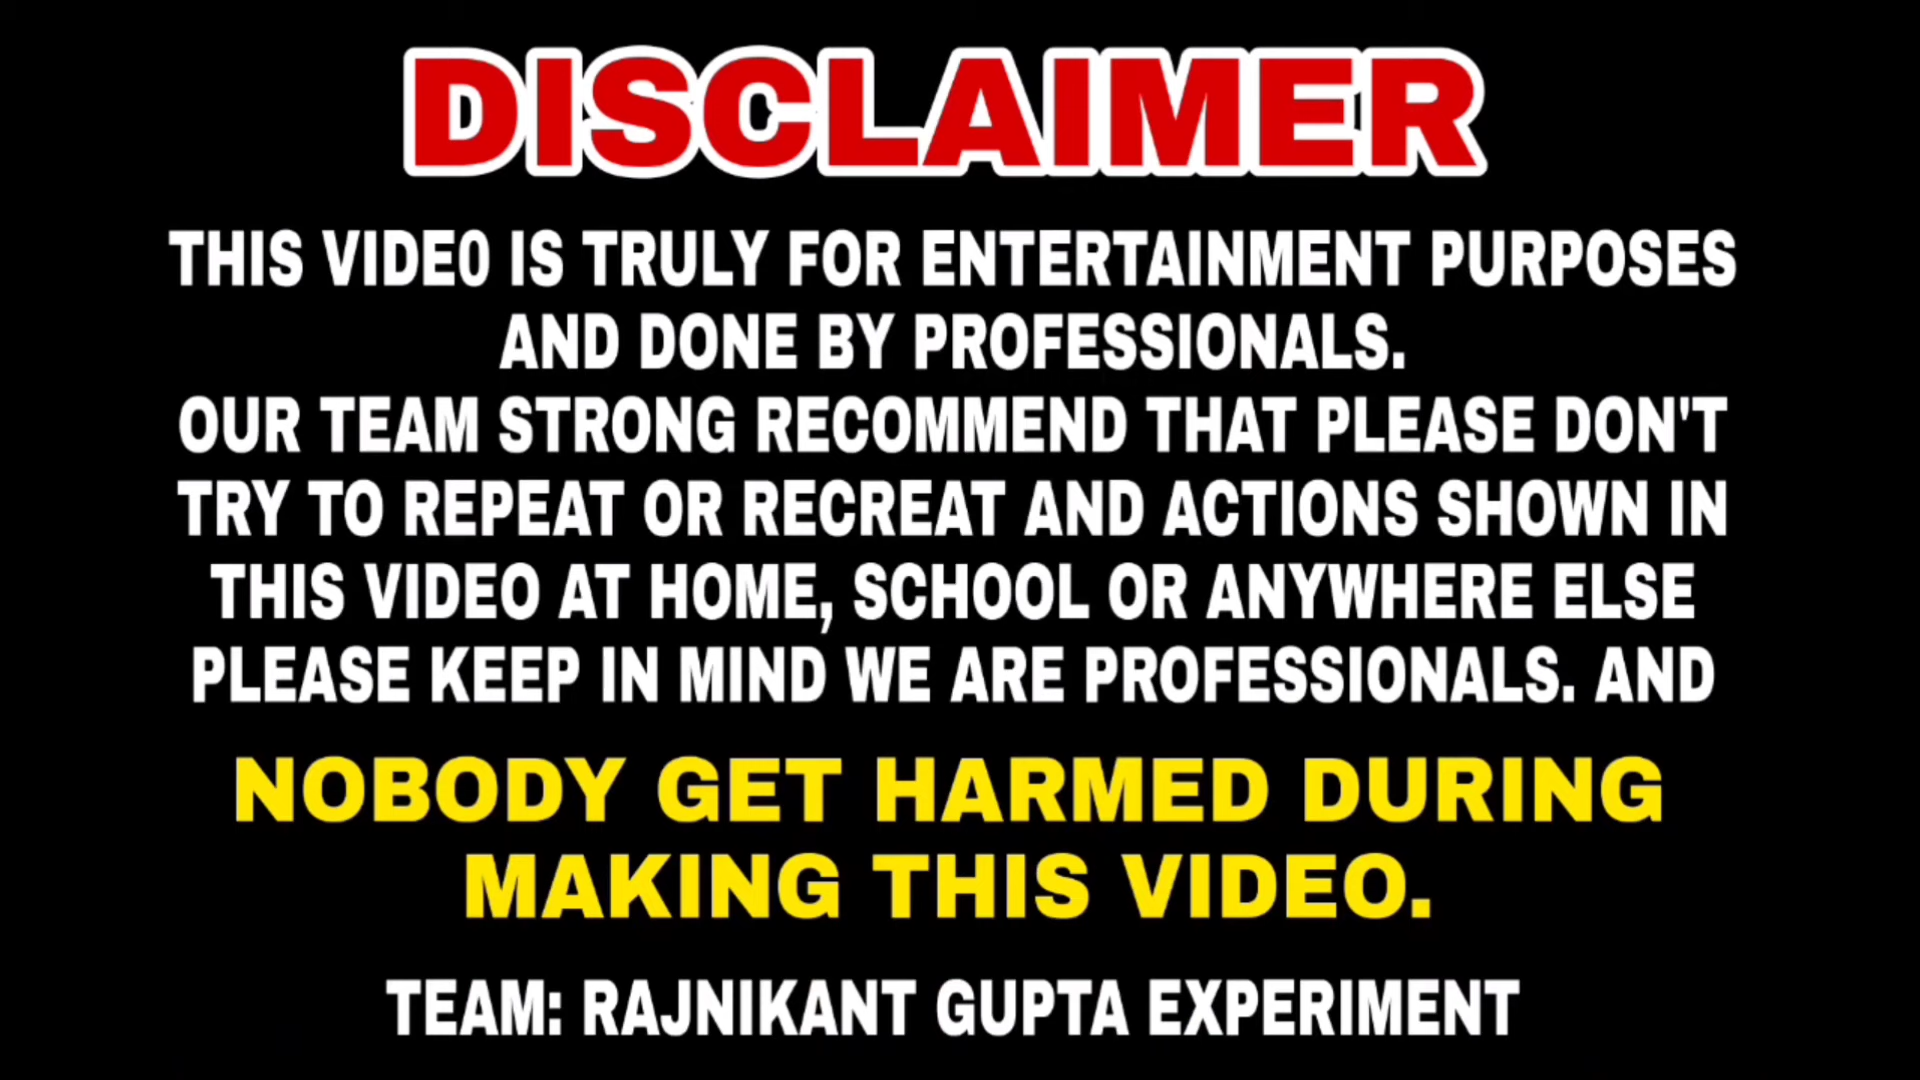 DISCLAIMER
THIS VIDE0 IS TRULY FOR ENTERTAINMENT PURPOSES
AND DONE BY PROFESSIONALS.
OUR TEAM STRONG RECOMMEND THAT PLEASE DON'T
TRY TO REPEAT OR RECREAT AND ACTIONS SHOWN IN
THIS VIDEO AT HOME, SCHOOL OR ANYWHERE ELSE
PLEASE KEEP IN MIND WE ARE PROFESSIONALS. AND
NOBODY GET HARMED DURING
MAKING THIS VIDEO.
TEAM: RAJNIKANT GUPTA EXPERIMENT